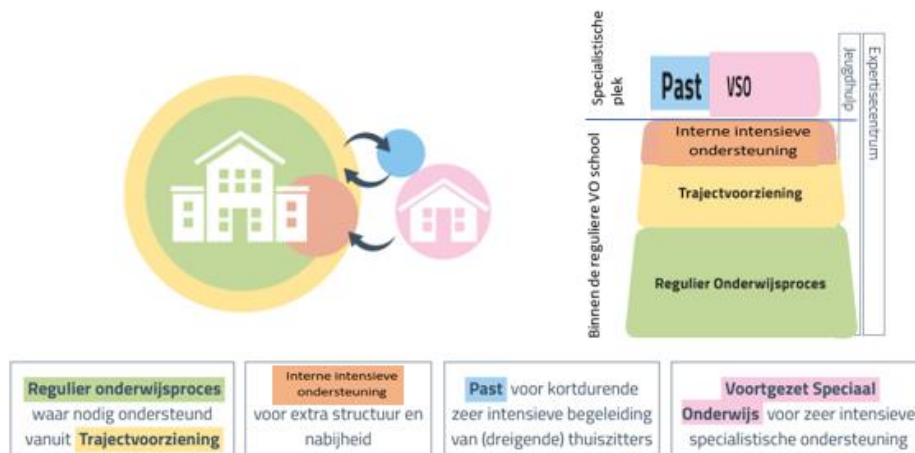 Specialistische
plek
Past
VSO
Jeugdhulp
Expertisecentrum
Binnen de reguliere VO school
Interne intensieve
ondersteuning
Trajectvoorziening
Regulier Onderwijsproces
Regulier onderwijsproces
waar nodig ondersteund
vanuit Trajectvoorziening
Interne intensieve
ondersteuning
voor extra structuur en
nabijheid
Past voor kortdurende
zeer intensieve begeleiding
van (dreigende) thuiszitters
Voortgezet Speciaal
Onderwijs voor zeer intensieve
specialistische ondersteuning